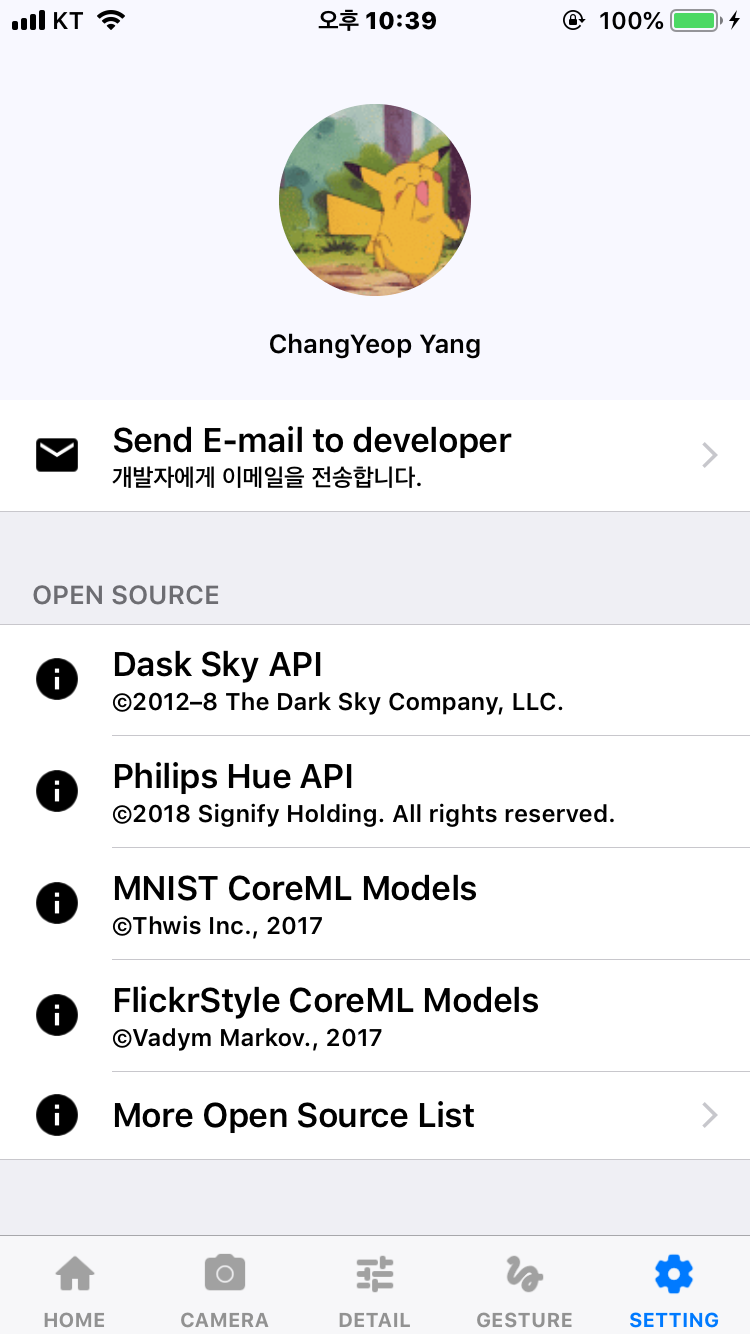 KT 오후 10:39 100%
ChangYeop Yang
Send E-mail to developer
개발자에게 이메일을 전송합니다.
OPEN SOURCE
Dask Sky API
©2012–8 The Dark Sky Company, LLC.
Philips Hue API
©2018 Signify Holding. All rights reserved.
MNIST CoreML Models
©Thwis Inc., 2017
FlickrStyle CoreML Models
©Vadym Markov., 2017
More Open Source List
HOME CAMERA DETAIL GESTURE SETTING